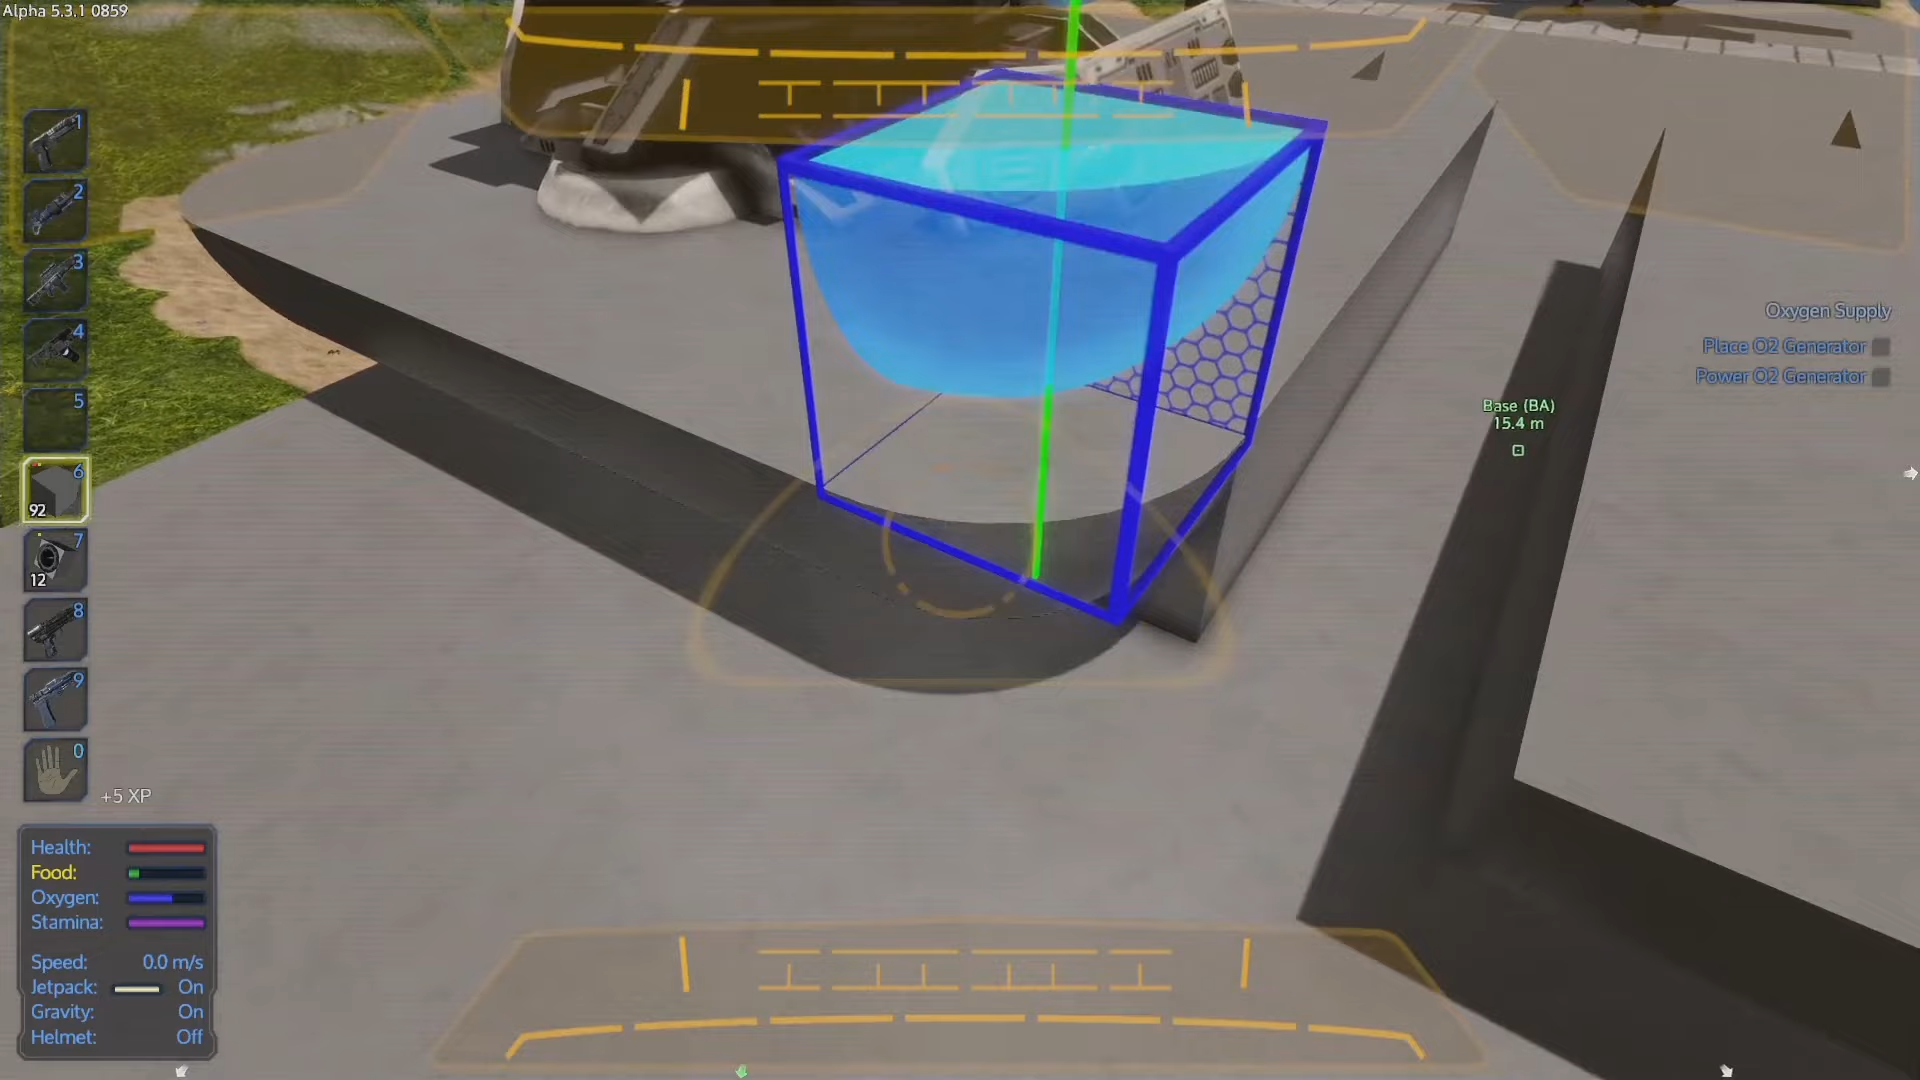 Alpha 5.3.1 0859
1
2
3
4
5
6
92
7
12
8
9
0
+5 XP
Oxygen Supply
Place O2 Generator
Power O2 Generator
Base (BA)
15.4 m
Health:
Food:
Oxygen:
Stamina:
Speed: 0.0 m/s
Jetpack: On
Gravity: On
Helmet: Off